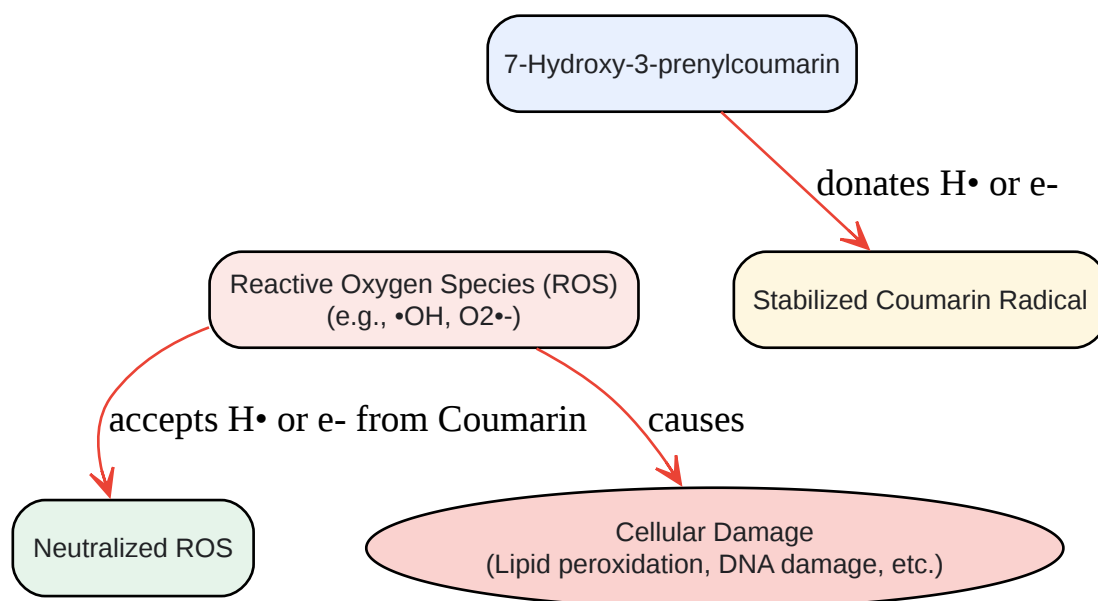 7-Hydroxy-3-prenylcoumarin
donates H• or e-
Reactive Oxygen Species (ROS)
(e.g., •OH, O2•-)
Stabilized Coumarin Radical
accepts H• or e- from Coumarin
causes
Neutralized ROS
Cellular Damage
(Lipid peroxidation, DNA damage, etc.)